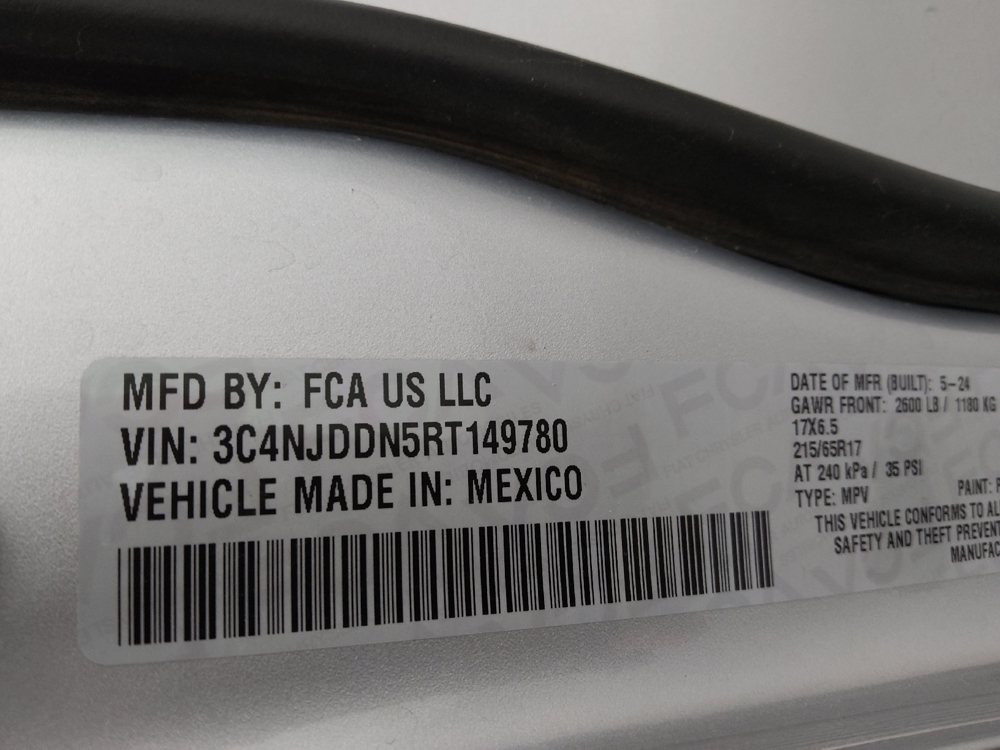 MFD BY: FCA US LLC
VIN: 3C4NJDDN5RT149780
VEHICLE MADE IN: MEXICO
DATE OF MFR (BUILT): 5-24
GAWR FRONT: 2600 LB / 1180 KG
17X6.5
215/65R17
AT 240 kPa / 35 PSI
TYPE: MPV
PAINT:
THIS VEHICLE CONFORMS TO
SAFETY AND THEFT